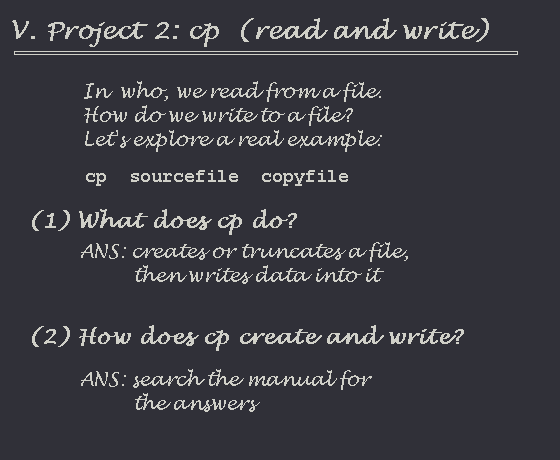 V. Project 2: cp (read and write)
In who, we read from a file.
How do we write to a file?
Let's explore a real example:
cp sourcefile copyfile
(1) What does cp do?
ANS: creates or truncates a file,
then writes data into it
(2) How does cp create and write?
ANS: search the manual for
the answers